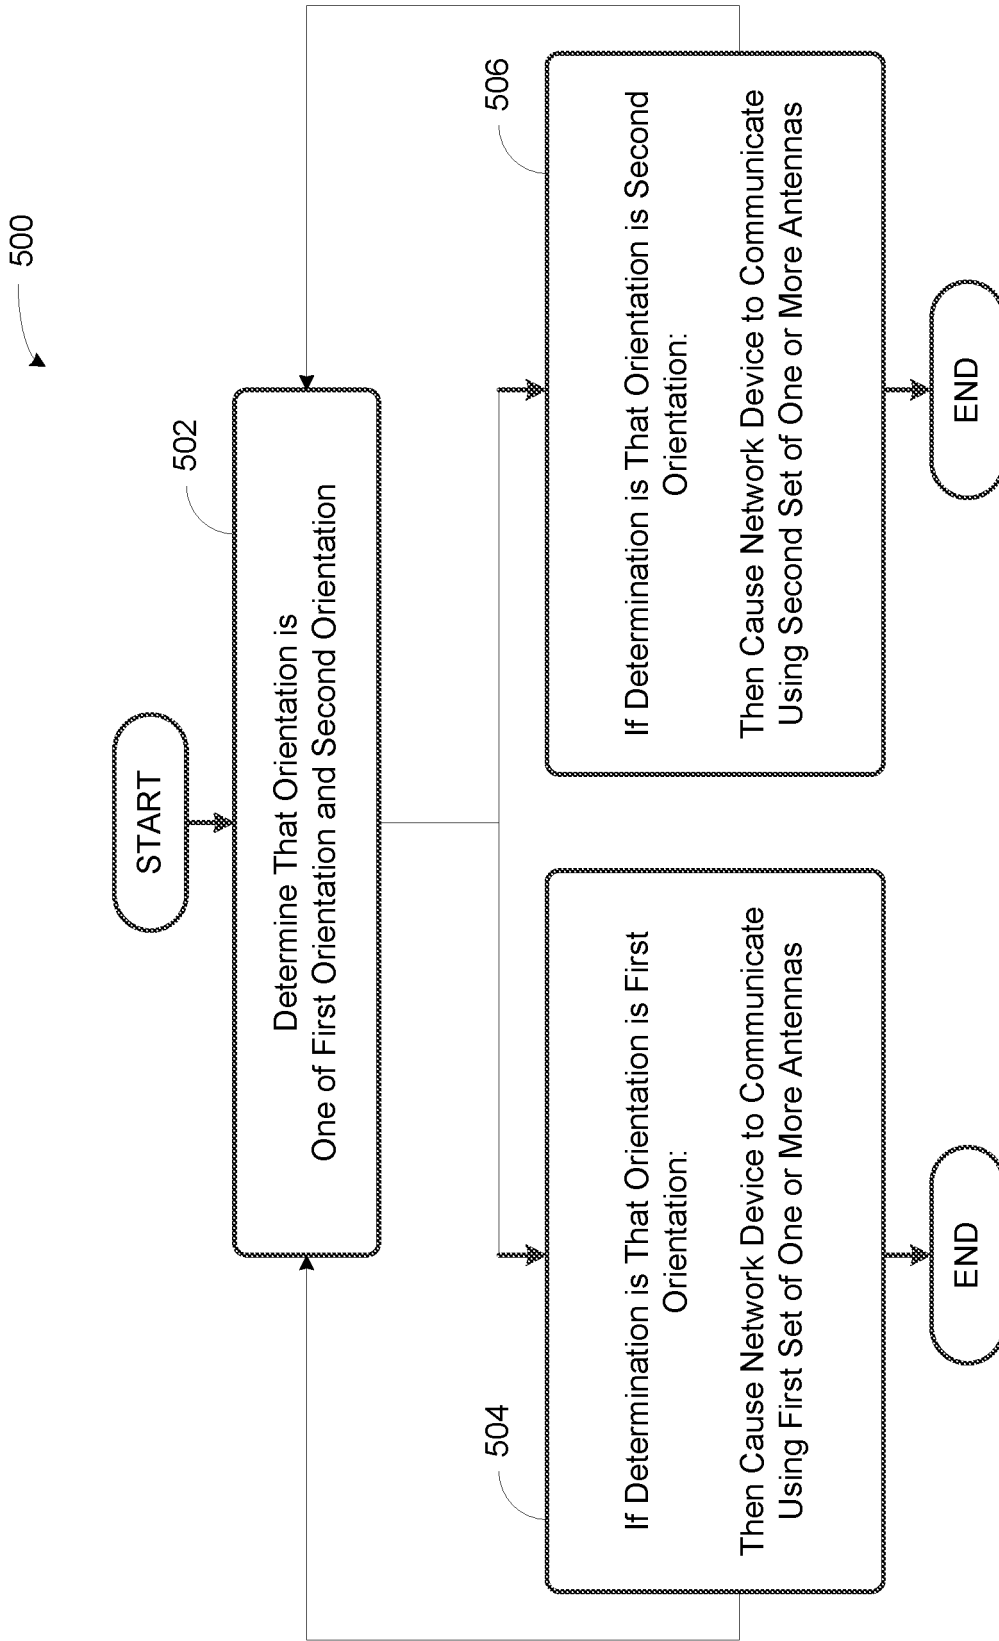 500
START
502
Determine That Orientation is
One of First Orientation and Second Orientation
504
If Determination is That Orientation is First
Orientation:
Then Cause Network Device to Communicate
Using First Set of One or More Antennas
END
506
If Determination is That Orientation is Second
Orientation:
Then Cause Network Device to Communicate
Using Second Set of One or More Antennas
END